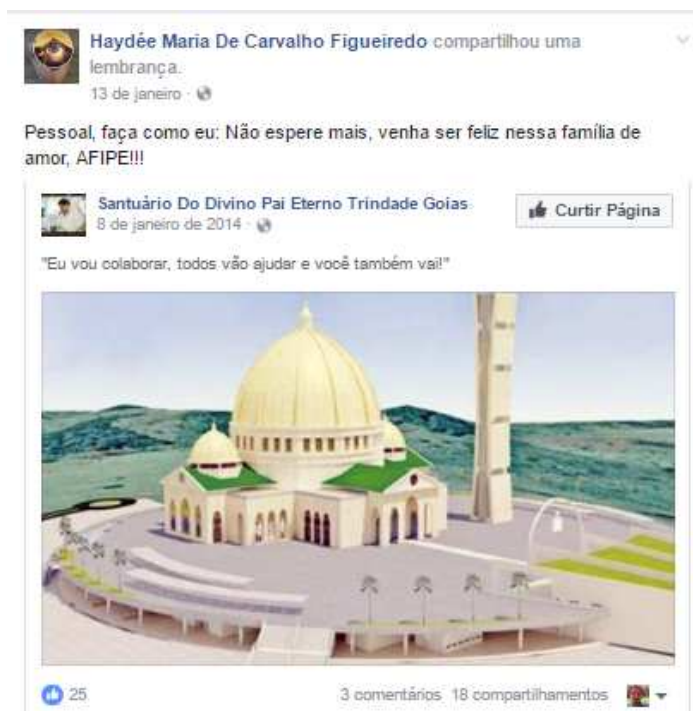 Haydée Maria De Carvalho Figueiredo compartilhou uma
lembrança.
13 de janeiro ·
Pessoal, faça como eu: Não espere mais, venha ser feliz nessa família de
amor, AFIPE!!!
Santuário Do Divino Pai Eterno Trindade Goias
Curtir Página
8 de janeiro de 2014 ·
"Eu vou colaborar, todos vão ajudar e você também vai!"
25
3 comentários 18 compartilhamentos